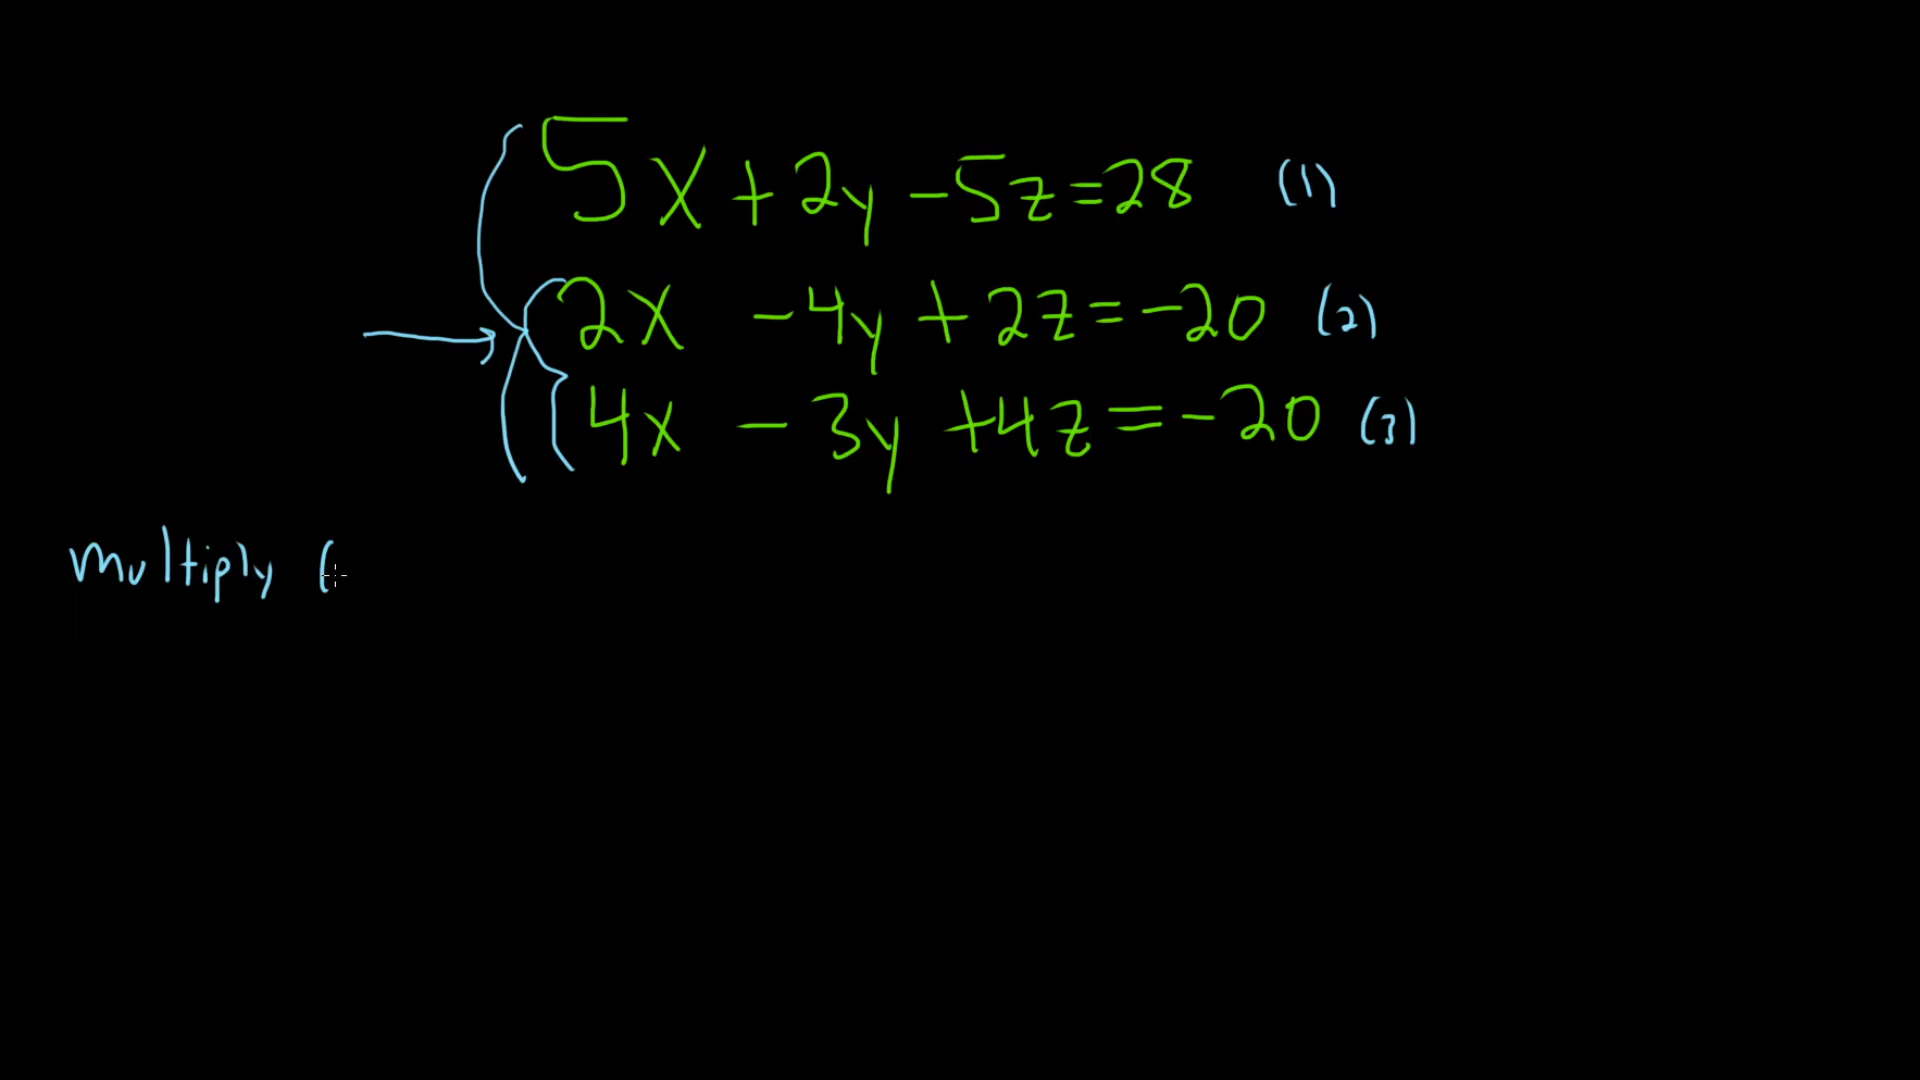 5x + 2y - 5z = 28 (1)
2x - 4y + 2z = -20 (2)
4x - 3y + 4z = -20 (3)
multiply (